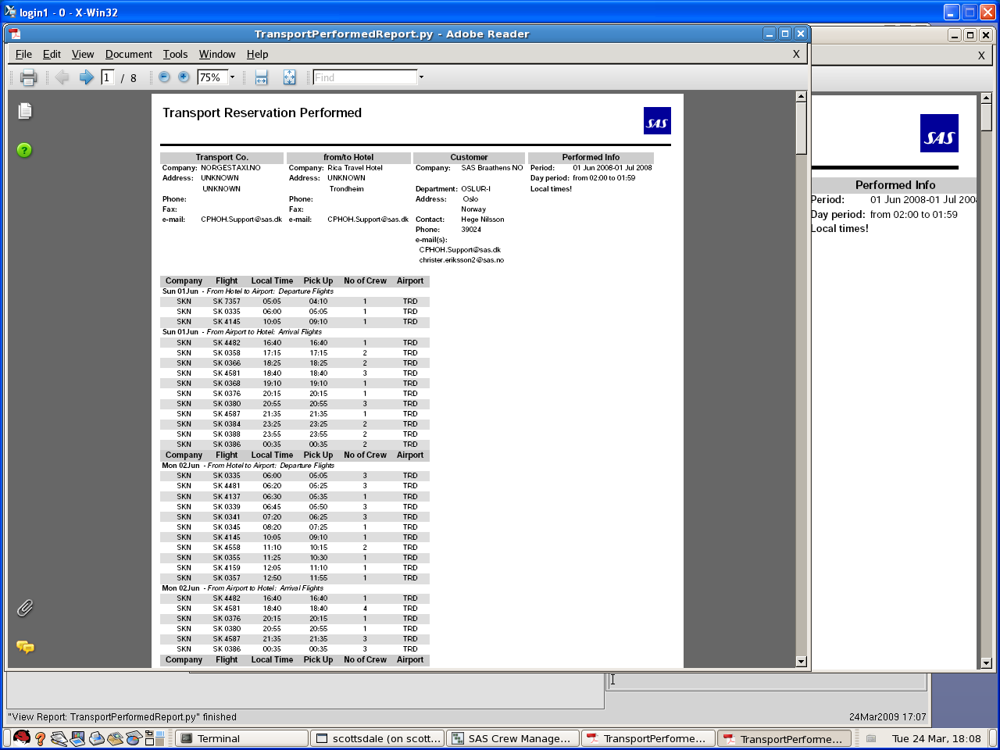 login1 - 0 - X-Win32
TransportPerformedReport.py - Adobe Reader
File Edit View Document Tools Window Help X
X
1 / 8 75% Find
Transport Reservation Performed
SAS
SAS
Transport Co. from/to Hotel Customer Performed Info
Company: NORGESTAXI.NO Company: Rica Travel Hotel Company: SAS Braathens NO Period: 01 Jun 2008-01 Jul 2008
Address: UNKNOWN Address: UNKNOWN Day period: from 02:00 to 01:59
UNKNOWN Trondheim Department: OSLUR-I Local times!
Phone: Phone: Address: Oslo
Fax: Fax: Norway
e-mail: CPHOH.Support@sas.dk e-mail: CPHOH.Support@sas.dk Contact: Hege Nilsson
Phone: 39024
e-mail(s):
CPHOH.Support@sas.dk
christer.eriksson2@sas.no
Performed Info
Period: 01 Jun 2008-01 Jul 200
Day period: from 02:00 to 01:59
Local times!
Company Flight Local Time Pick Up No of Crew Airport
Sun 01Jun - From Hotel to Airport: Departure Flights
SKN SK 7357 05:05 04:10 1 TRD
SKN SK 0335 06:00 05:05 1 TRD
SKN SK 4145 10:05 09:10 1 TRD
Sun 01Jun - From Airport to Hotel: Arrival Flights
SKN SK 4482 16:40 16:40 1 TRD
SKN SK 0358 17:15 17:15 2 TRD
SKN SK 0366 18:25 18:25 2 TRD
SKN SK 4581 18:40 18:40 3 TRD
SKN SK 0368 19:10 19:10 1 TRD
SKN SK 0376 20:15 20:15 1 TRD
SKN SK 0380 20:55 20:55 3 TRD
SKN SK 4587 21:35 21:35 1 TRD
SKN SK 0384 23:25 23:25 2 TRD
SKN SK 0388 23:55 23:55 2 TRD
SKN SK 0386 00:35 00:35 2 TRD
Company Flight Local Time Pick Up No of Crew Airport
Mon 02Jun - From Hotel to Airport: Departure Flights
SKN SK 0335 06:00 05:05 3 TRD
SKN SK 4481 06:20 05:25 3 TRD
SKN SK 4137 06:30 05:35 1 TRD
SKN SK 0339 06:45 05:50 3 TRD
SKN SK 0341 07:20 06:25 3 TRD
SKN SK 0345 08:20 07:25 1 TRD
SKN SK 4145 10:05 09:10 1 TRD
SKN SK 4558 11:10 10:15 2 TRD
SKN SK 0355 11:25 10:30 1 TRD
SKN SK 4159 12:05 11:10 1 TRD
SKN SK 0357 12:50 11:55 1 TRD
Mon 02Jun - From Airport to Hotel: Arrival Flights
SKN SK 4482 16:40 16:40 1 TRD
SKN SK 4581 18:40 18:40 4 TRD
SKN SK 0376 20:15 20:15 1 TRD
SKN SK 0380 20:55 20:55 1 TRD
SKN SK 4587 21:35 21:35 3 TRD
SKN SK 0386 00:35 00:35 3 TRD
Company Flight Local Time Pick Up No of Crew Airport
"View Report: TransportPerformedReport.py" finished 24Mar2009 17:07
Terminal scottsdale (on scott... SAS Crew Manage... TransportPerforme... TransportPerforme... Tue 24 Mar, 18:08